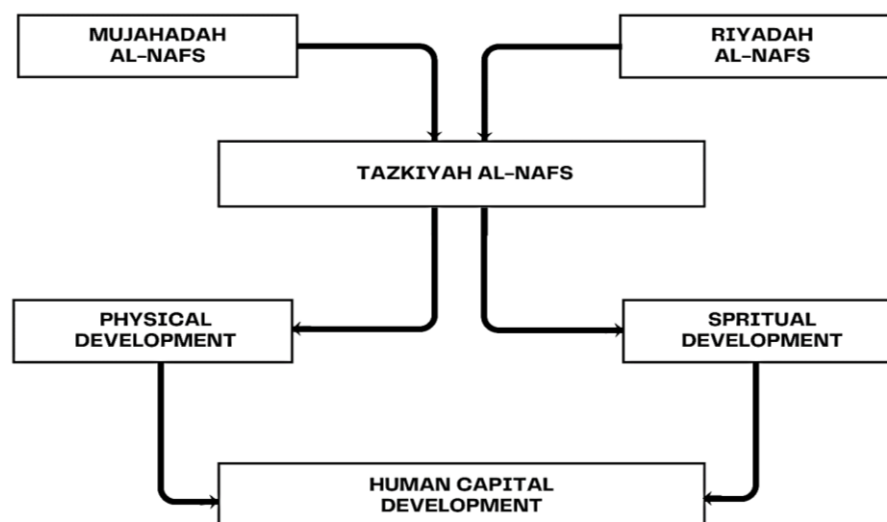 MUJAHADAH
AL-NAFS
RIYADAH
AL-NAFS
TAZKIYAH AL-NAFS
PHYSICAL
DEVELOPMENT
SPRITUAL
DEVELOPMENT
HUMAN CAPITAL
DEVELOPMENT